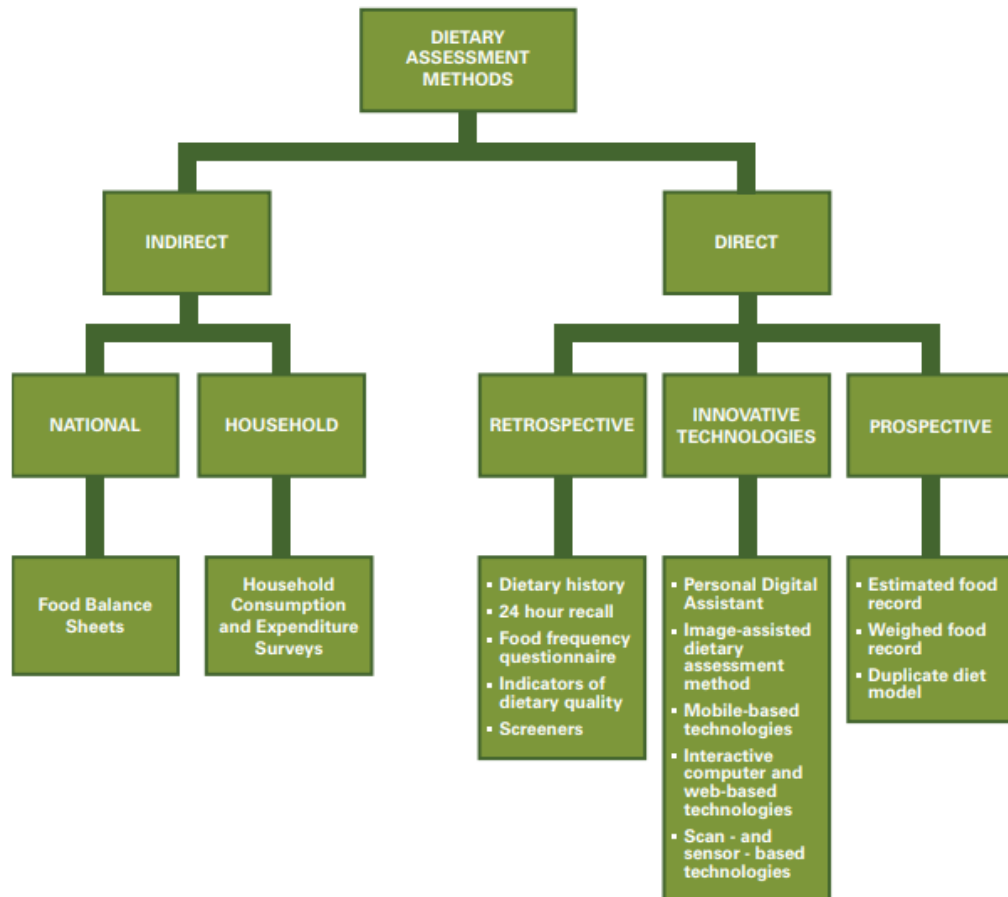 DIETARY
ASSESSMENT
METHODS
INDIRECT
DIRECT
NATIONAL
HOUSEHOLD
RETROSPECTIVE
INNOVATIVE
TECHNOLOGIES
PROSPECTIVE
Food Balance
Sheets
Household
Consumption
and Expenditure
Surveys
▪ Dietary history
▪ 24 hour recall
▪ Food frequency
questionnaire
▪ Indicators of
dietary quality
▪ Screeners
▪ Personal Digital
Assistant
▪ Image-assisted
dietary
assessment
method
▪ Mobile-based
technologies
▪ Interactive
computer and
web-based
technologies
▪ Scan - and
sensor - based
technologies
▪ Estimated food
record
▪ Weighed food
record
▪ Duplicate diet
model